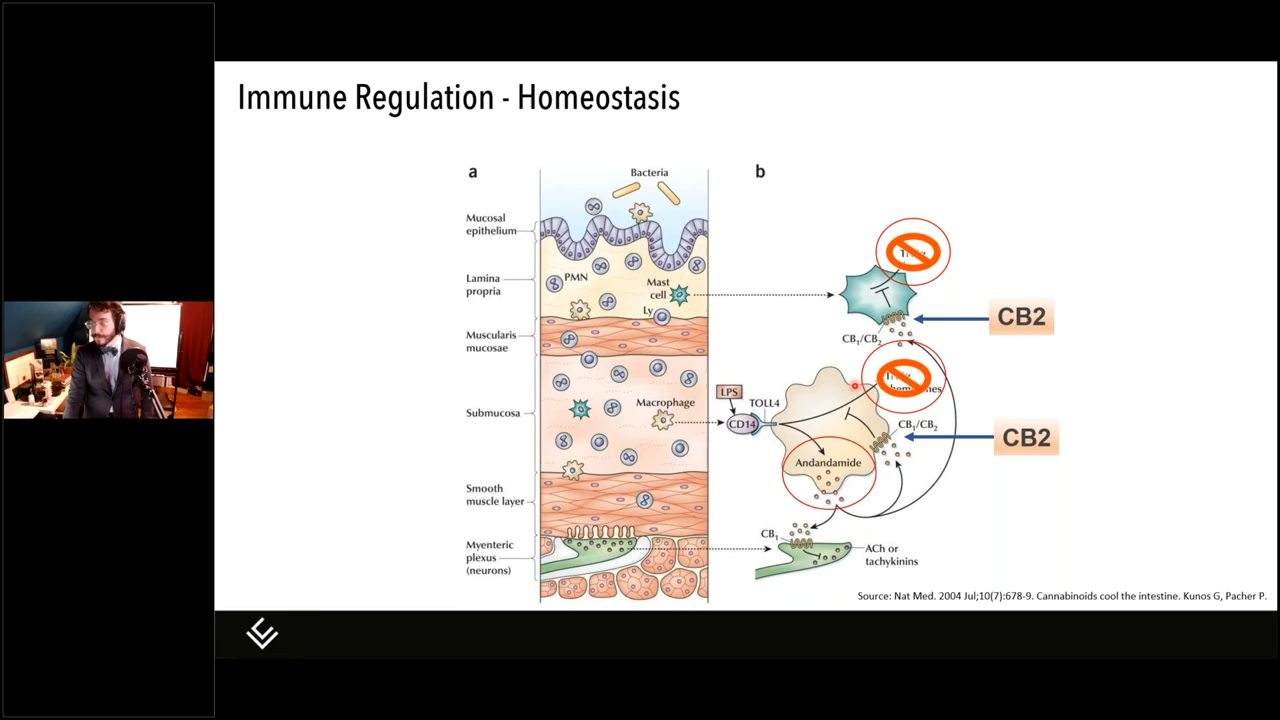 Immune Regulation - Homeostasis
a
b
Bacteria
Mucosal
epithelium
Lamina
propria
PMN
Mast
cell
Ly
Muscularis
mucosae
Submucosa
Macrophage
Smooth
muscle layer
Myenteric
plexus
(neurons)
CB₁/CB₂
CB2
LPS
TOLL4
CD14
CB₁/CB₂
CB2
Andandamide
CB₁
ACh or
tachykinins
Source: Nat Med. 2004 Jul;10(7):678-9. Cannabinoids cool the intestine. Kunos G, Pacher P.